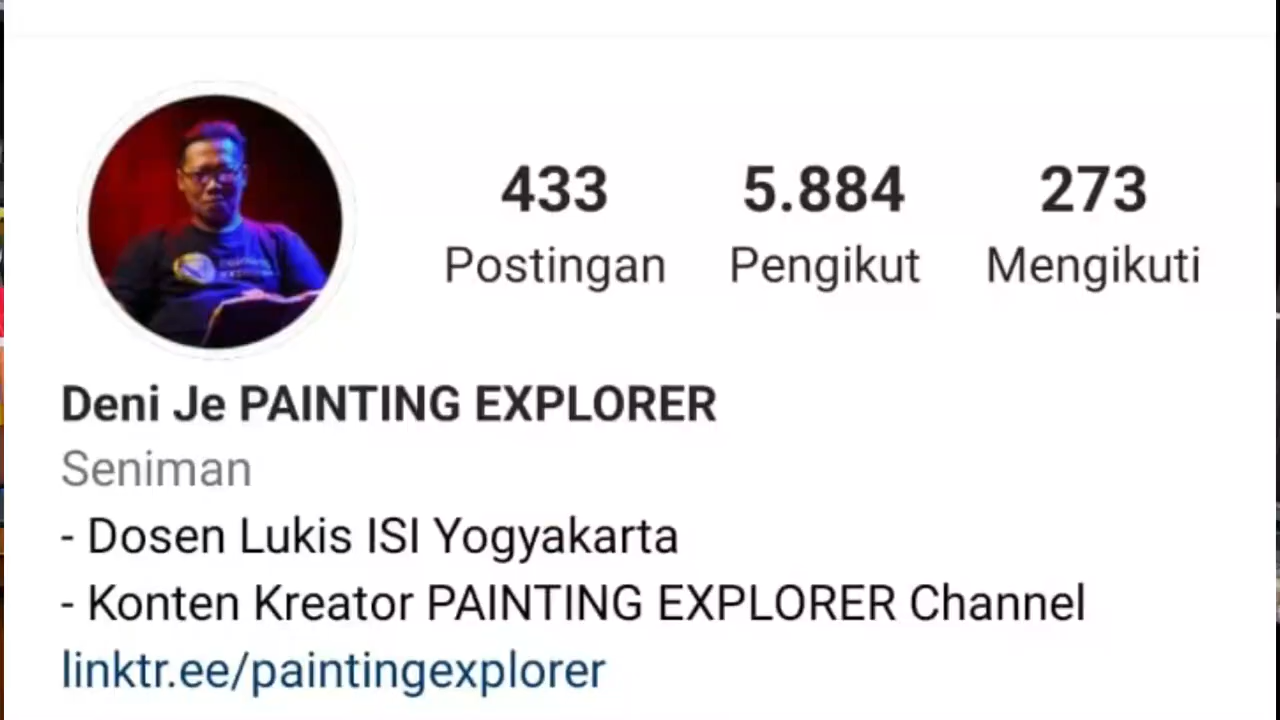 433 5.884 273
Postingan Pengikut Mengikuti
Deni Je PAINTING EXPLORER
Seniman
- Dosen Lukis ISI Yogyakarta
- Konten Kreator PAINTING EXPLORER Channel
linktr.ee/paintingexplorer